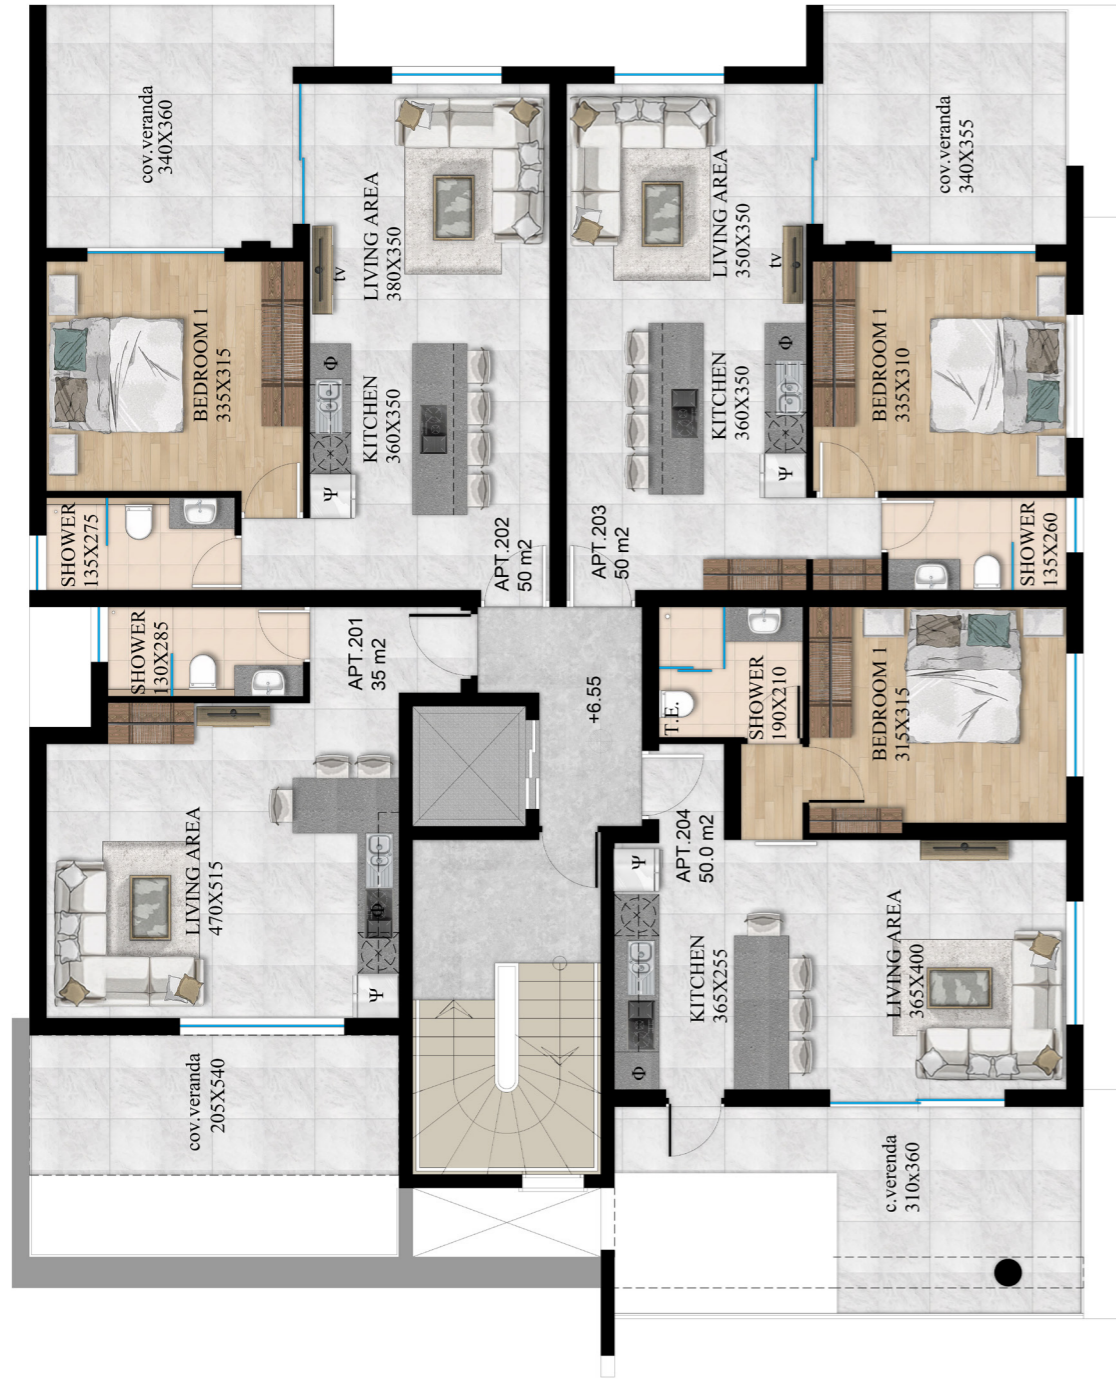 cov.veranda
340X360
LIVING AREA
380X350
tv
BEDROOM 1
335X315
KITCHEN
360X350
Φ
Ψ
SHOWER
135X275
APT.202
50 m2
cov.veranda
340X355
LIVING AREA
350X350
tv
BEDROOM 1
335X310
KITCHEN
360X350
Φ
Ψ
APT.203
50 m2
SHOWER
135X260
SHOWER
130X285
APT.201
35 m2
+6.55
T.E.
SHOWER
190X210
BEDROOM 1
315X315
LIVING AREA
470X515
Φ
Ψ
APT.204
50.0 m2
Ψ
KITCHEN
365X255
Φ
LIVING AREA
365X400
cov.veranda
205X540
c.verenda
310x360